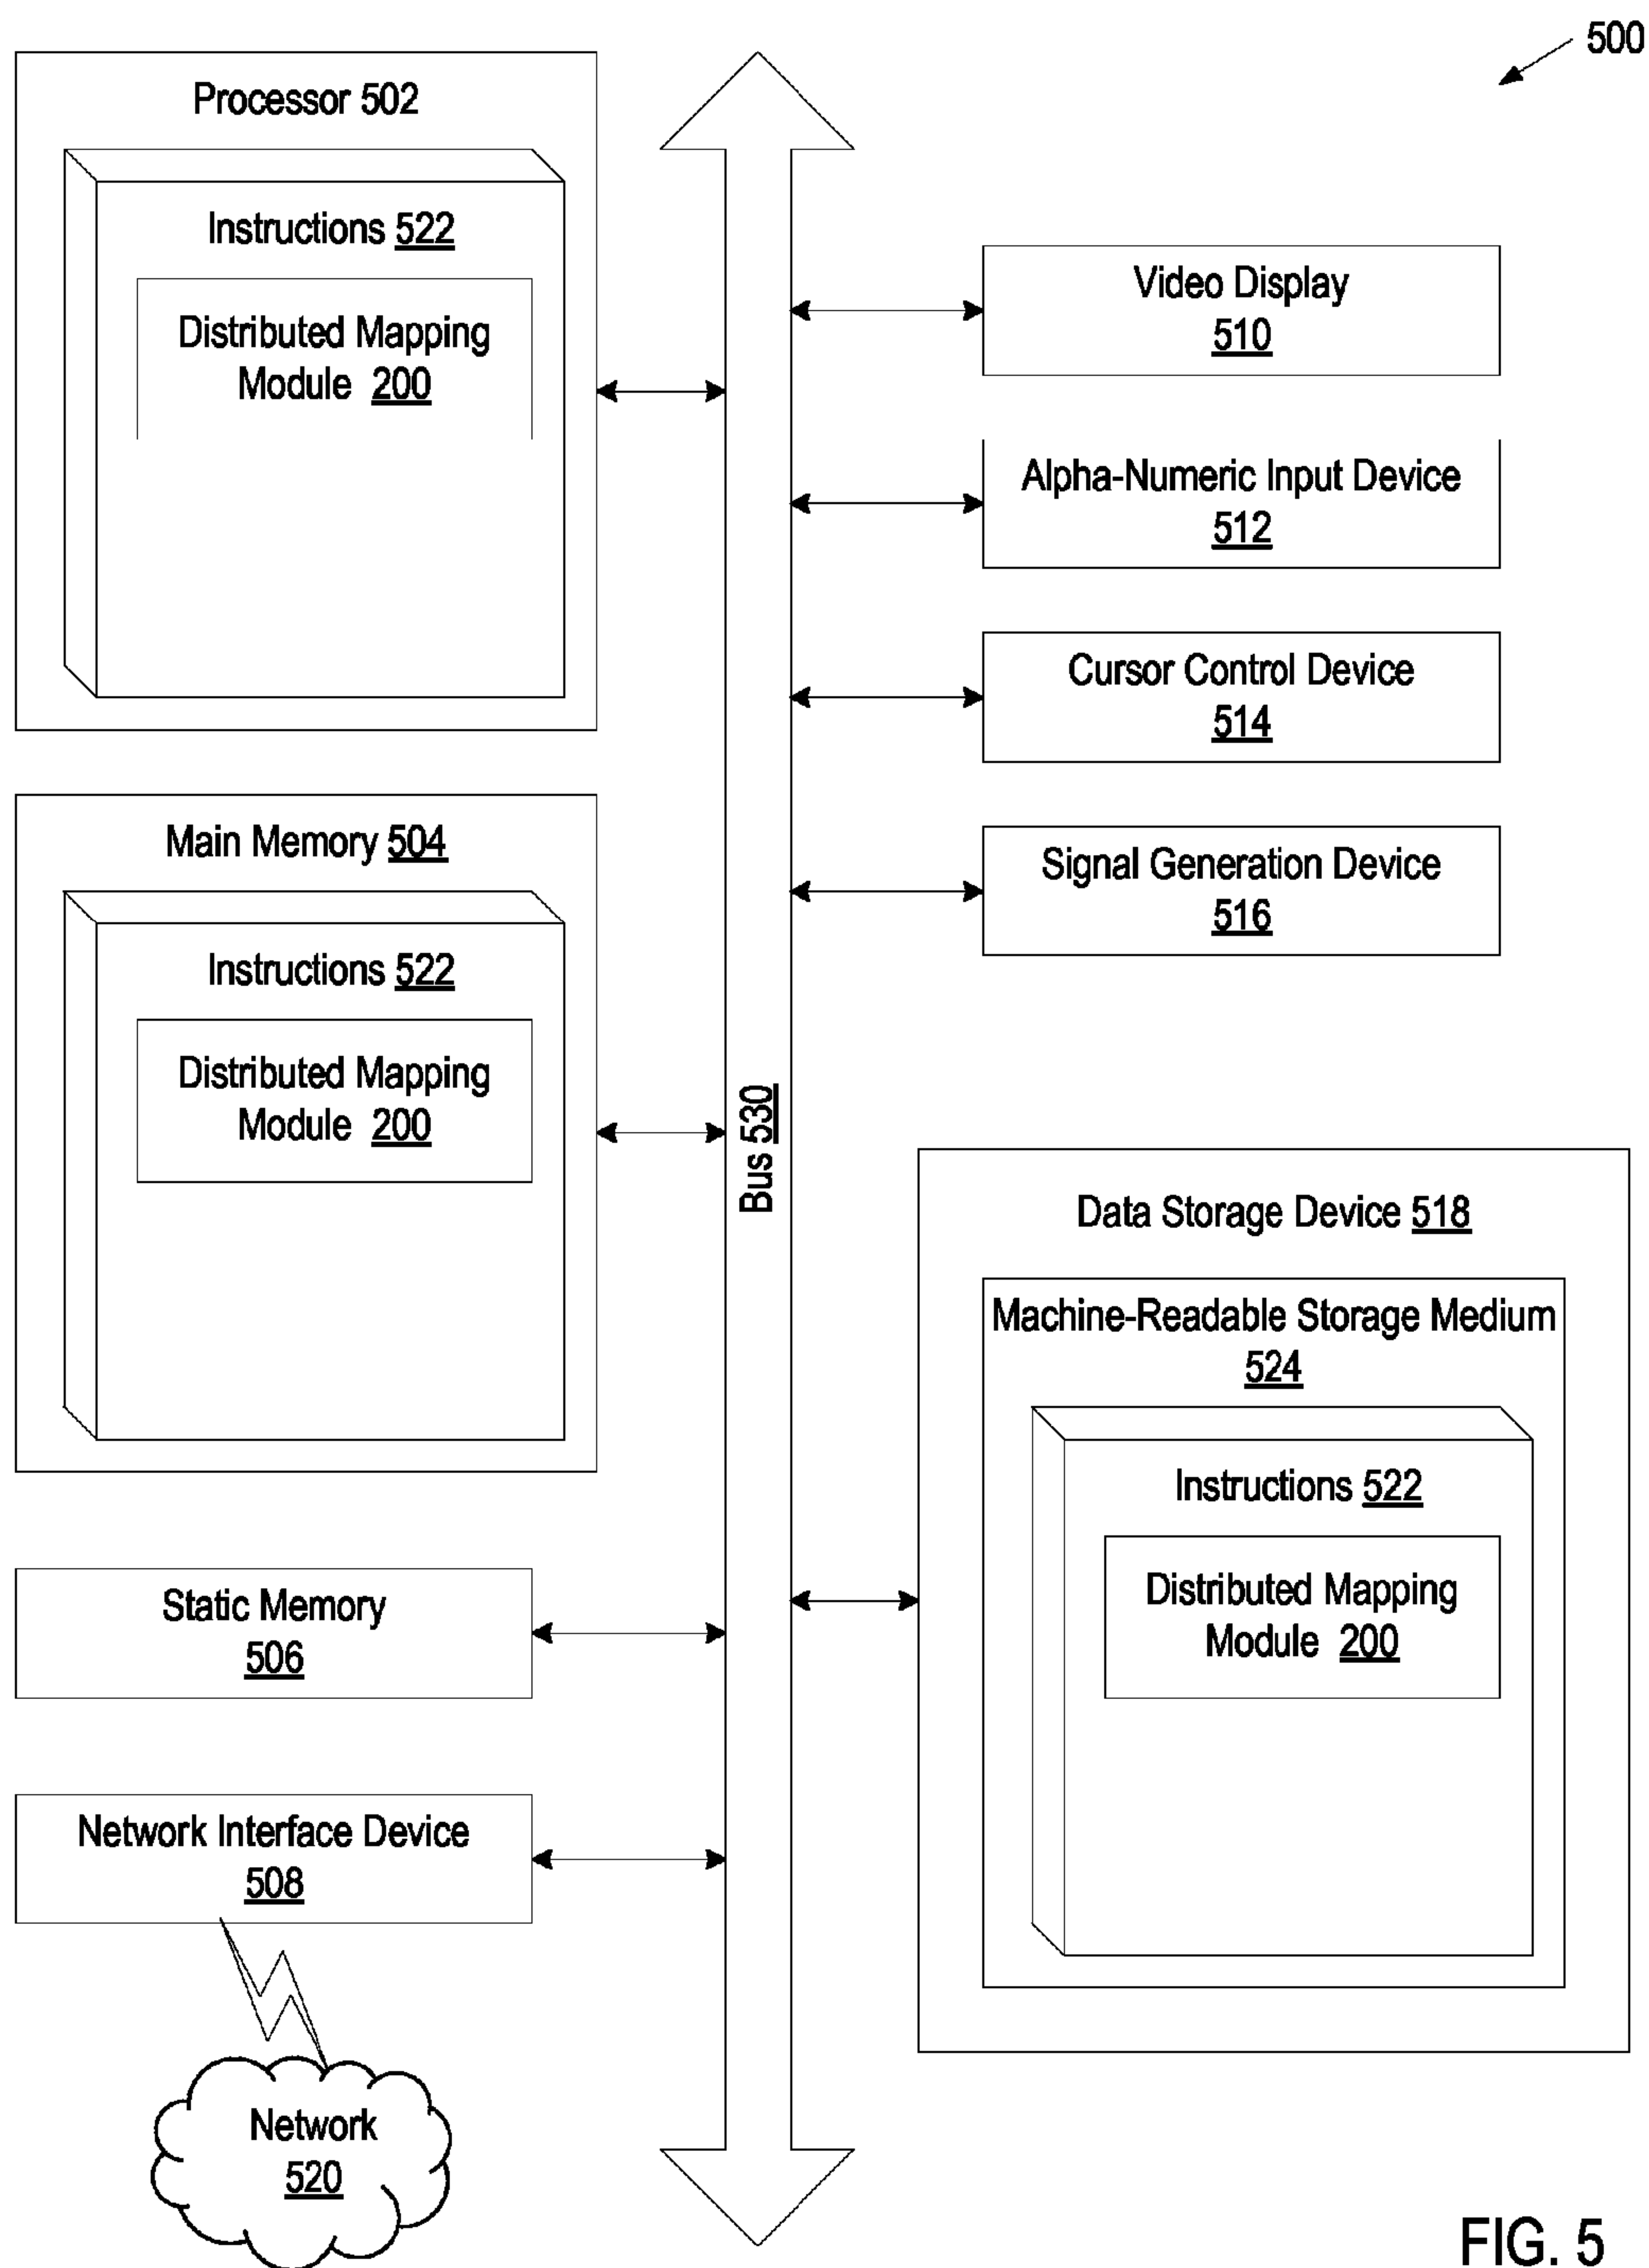 500
Processor 502
Instructions 522
Distributed Mapping
Module 200
Main Memory 504
Instructions 522
Distributed Mapping
Module 200
Static Memory
506
Network Interface Device
508
Network
520
Bus 530
Video Display
510
Alpha-Numeric Input Device
512
Cursor Control Device
514
Signal Generation Device
516
Data Storage Device 518
Machine-Readable Storage Medium
524
Instructions 522
Distributed Mapping
Module 200
FIG. 5